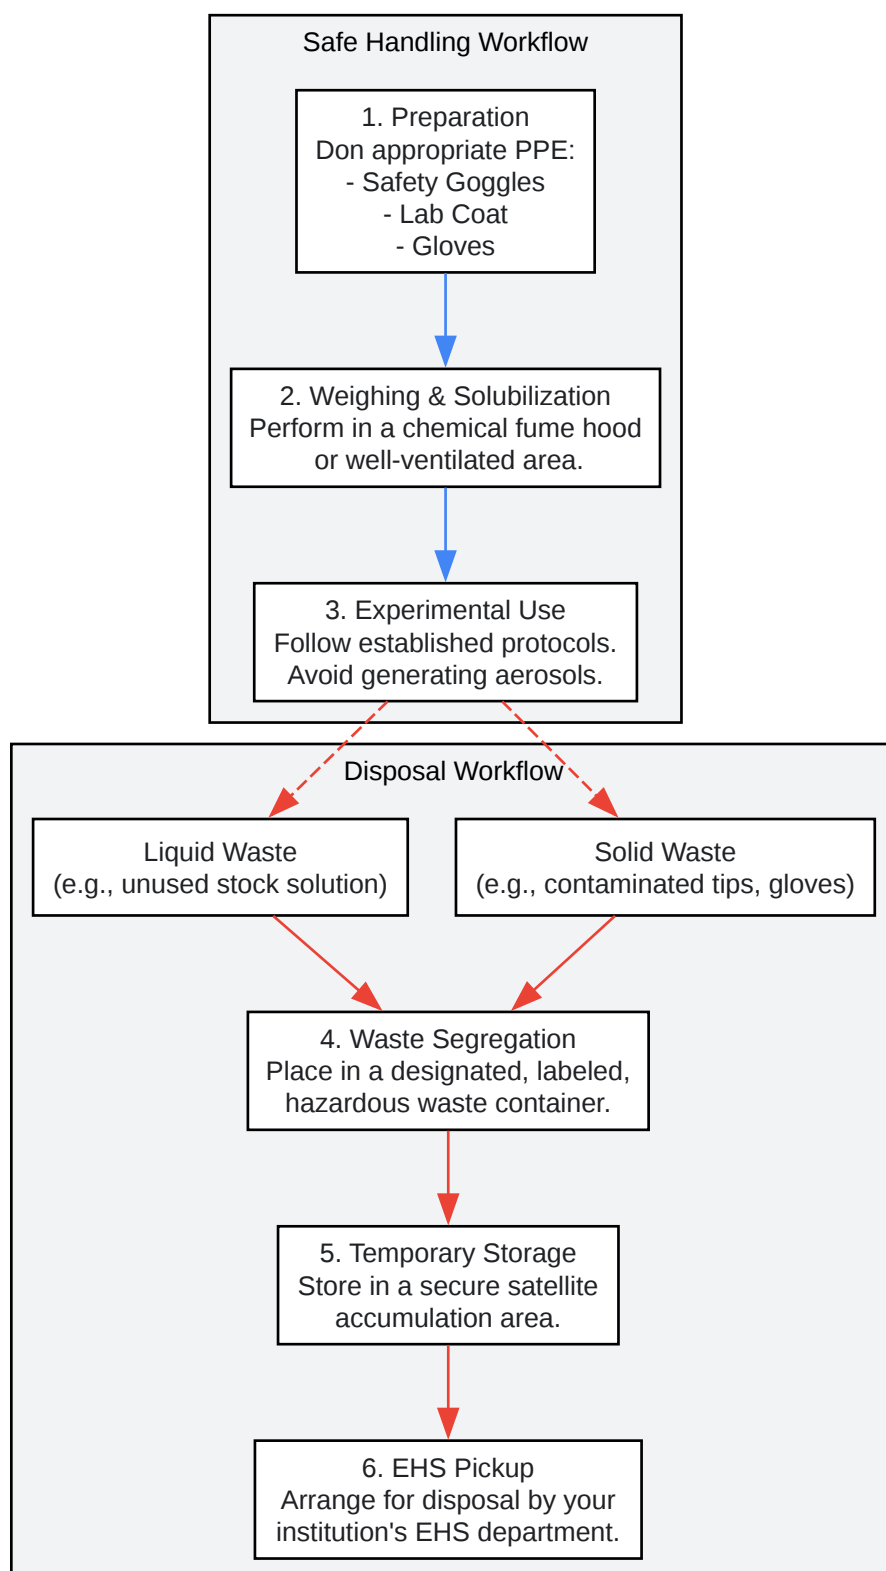 Safe Handling Workflow
1. Preparation
Don appropriate PPE:
- Safety Goggles
- Lab Coat
- Gloves
2. Weighing & Solubilization
Perform in a chemical fume hood
or well-ventilated area.
3. Experimental Use
Follow established protocols.
Avoid generating aerosols.
Disposal Workflow
Liquid Waste
(e.g., unused stock solution)
Solid Waste
(e.g., contaminated tips, gloves)
4. Waste Segregation
Place in a designated, labeled,
hazardous waste container.
5. Temporary Storage
Store in a secure satellite
accumulation area.
6. EHS Pickup
Arrange for disposal by your
institution's EHS department.